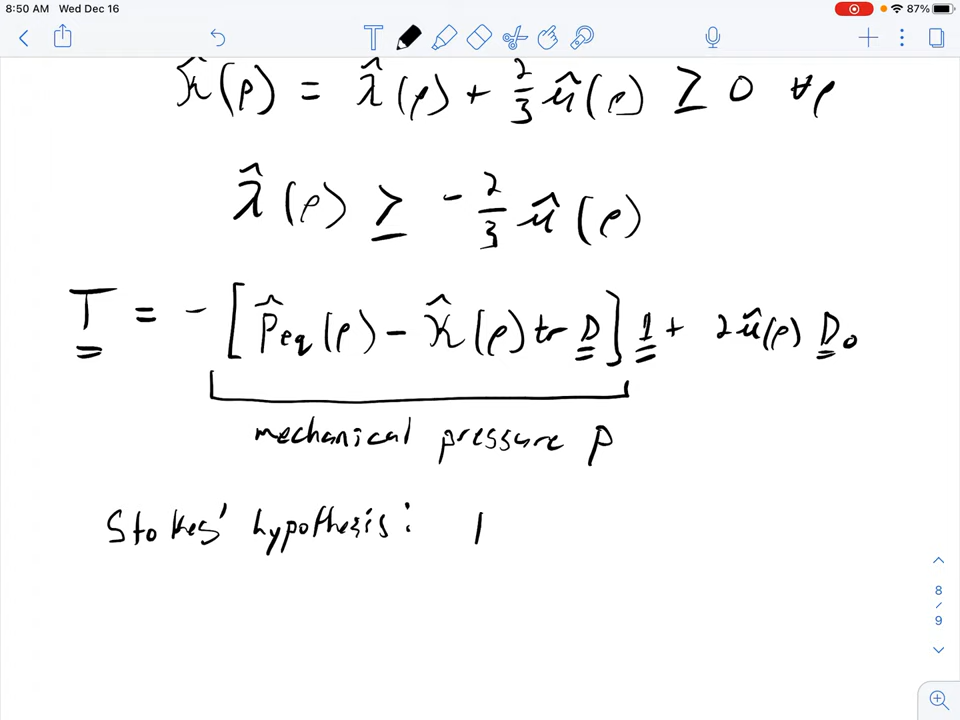 8:50 AM Wed Dec 16 87%
κ̂(ρ) = λ̂(ρ) + 2/3 μ̂(ρ) ≥ 0 ∀ρ
λ̂(ρ) ≥ - 2/3 μ̂(ρ)
T = - [p̂eq(ρ) - κ̂(ρ) tr D] 1 + 2μ̂(ρ) D₀
mechanical pressure p
Stokes' hypothesis:
8
/
9